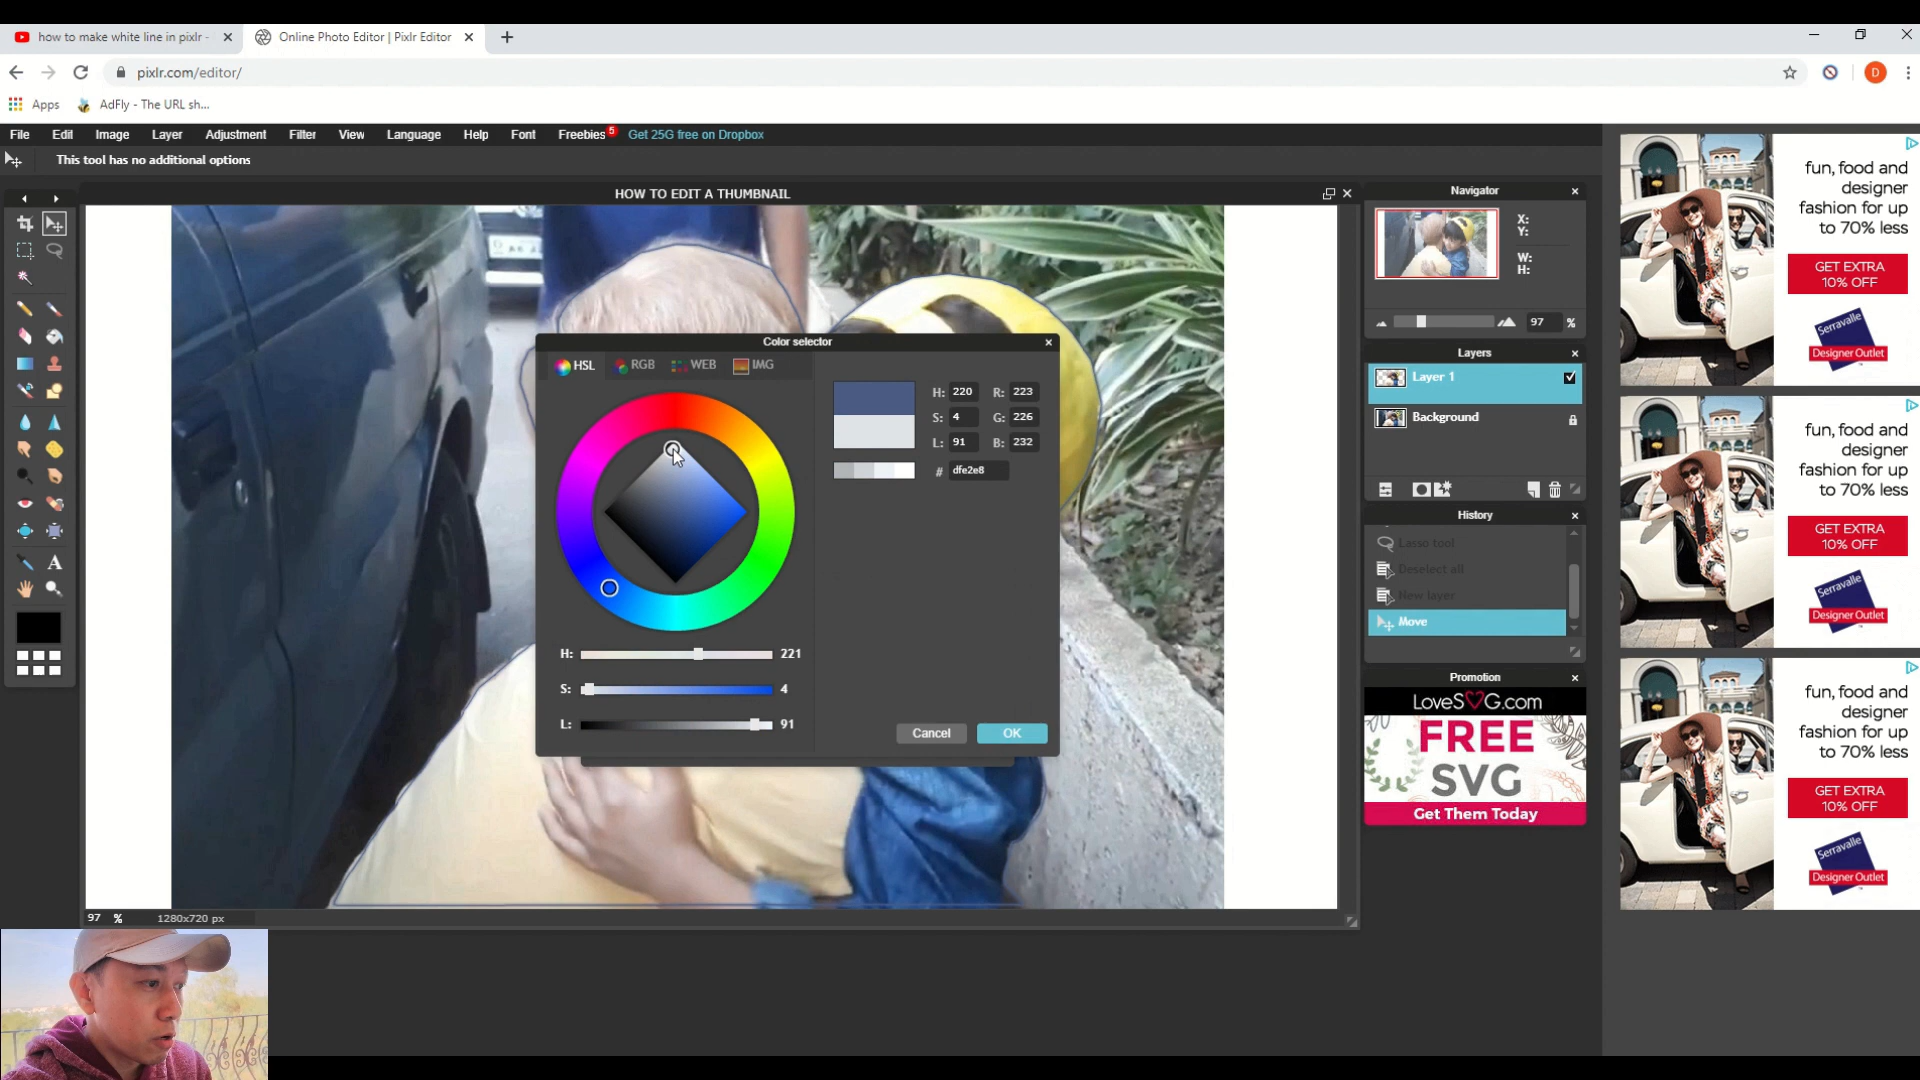 how to make white line in pixlr -
Online Photo Editor | Pixlr Editor
pixlr.com/editor/
D
Apps
AdFly - The URL sh...
File Edit Image Layer Adjustment Filter View Language Help Font Freebies 5 Get 25G free on Dropbox
This tool has no additional options
HOW TO EDIT A THUMBNAIL
Color selector
HSL RGB WEB IMG
H: 220 R: 223
S: 4 G: 226
L: 91 B: 232
# dfe2e8
H: 221
S: 4
L: 91
Cancel OK
97 % 1280x720 px
A
Navigator
X:
Y:
W:
H:
97 %
Layers
Layer 1
Background
History
Lasso tool
Deselect all
New layer
Move
Promotion
LoveSVG.com
FREE
SVG
Get Them Today
fun, food and
designer
fashion for up
to 70% less
GET EXTRA
10% OFF
Serravalle
Designer Outlet
fun, food and
designer
fashion for up
to 70% less
GET EXTRA
10% OFF
Serravalle
Designer Outlet
fun, food and
designer
fashion for up
to 70% less
GET EXTRA
10% OFF
Serravalle
Designer Outlet